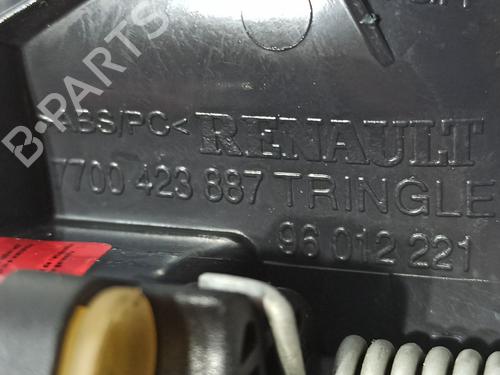 >ABS/PC< RENAULT
7700 423 887 TRINGLE
96 012 221
B-PARTS